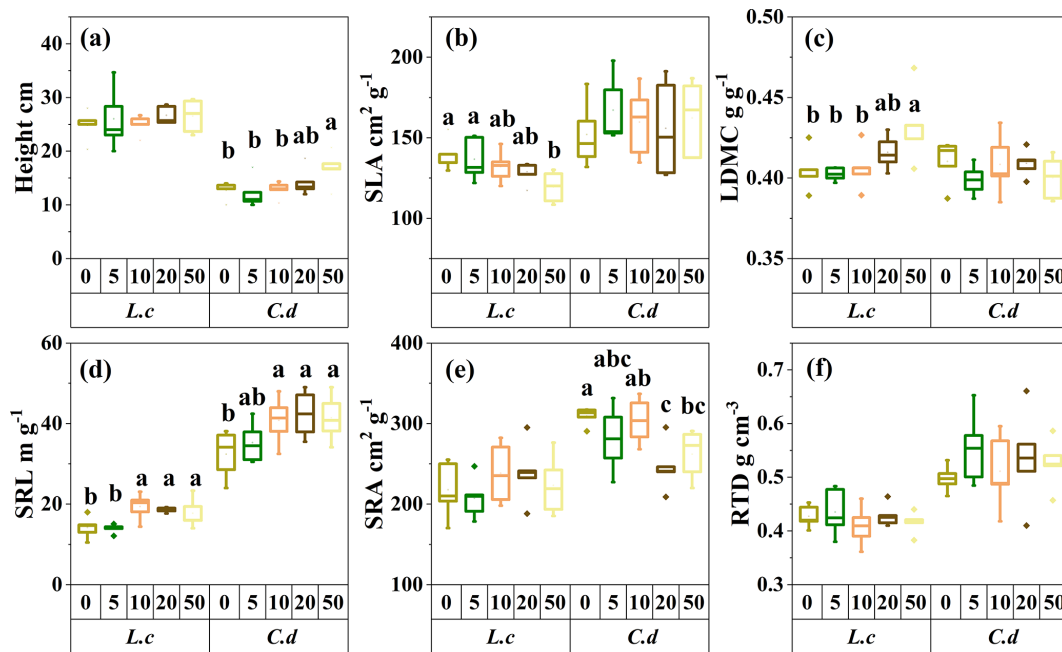 (a)
Height cm
40
30
20
10
0
b b b ab a
0 5 10 20 50 0 5 10 20 50
L.c C.d
(b)
SLA cm² g⁻¹
200
150
100
a a ab ab b
0 5 10 20 50 0 5 10 20 50
L.c C.d
(c)
LDMC g g⁻¹
0.50
0.45
0.40
0.35
b b b ab a
0 5 10 20 50 0 5 10 20 50
L.c C.d
(d)
SRL m g⁻¹
60
40
20
0
b b a a a b ab a a a
0 5 10 20 50 0 5 10 20 50
L.c C.d
(e)
SRA cm² g⁻¹
400
300
200
100
a abc ab c bc
0 5 10 20 50 0 5 10 20 50
L.c C.d
(f)
RTD g cm⁻³
0.7
0.6
0.5
0.4
0.3
0 5 10 20 50 0 5 10 20 50
L.c C.d